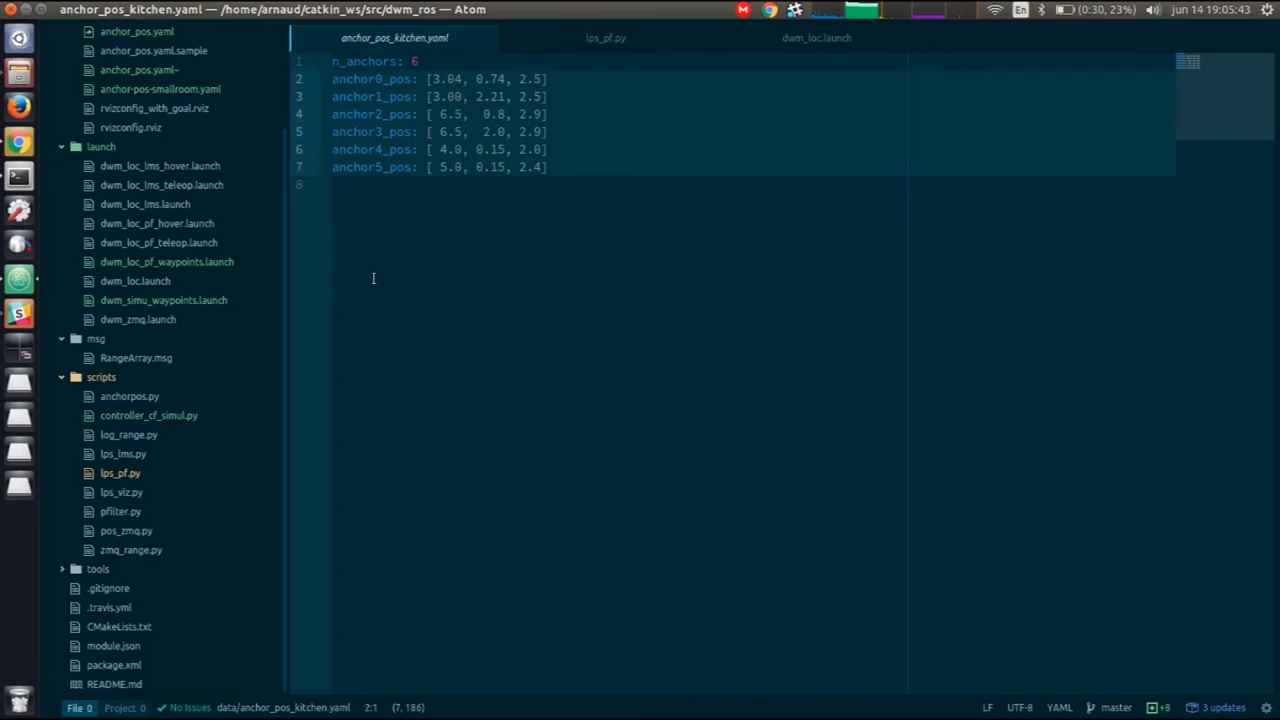 anchor_pos_kitchen.yaml — /home/arnaud/catkin_ws/src/dwm_ros — Atom
M
En
(0:30, 23%)
jun 14 19:05:43
anchor_pos.yaml
anchor_pos.yaml.sample
anchor_pos.yaml~
anchor-pos-smallroom.yaml
rvizconfig_with_goal.rviz
rvizconfig.rviz
launch
dwm_loc_lms_hover.launch
dwm_loc_lms_teleop.launch
dwm_loc_lms.launch
dwm_loc_pf_hover.launch
dwm_loc_pf_teleop.launch
dwm_loc_pf_waypoints.launch
dwm_loc.launch
dwm_simu_waypoints.launch
dwm_zmq.launch
msg
RangeArray.msg
scripts
anchorpos.py
controller_cf_simul.py
log_range.py
lps_lms.py
lps_pf.py
lps_viz.py
pfilter.py
pos_zmq.py
zmq_range.py
tools
.gitignore
.travis.yml
CMakeLists.txt
module.json
package.xml
README.md
anchor_pos_kitchen.yaml
lps_pf.py
dwm_loc.launch
1 n_anchors: 6
2 anchor0_pos: [3.04, 0.74, 2.5]
3 anchor1_pos: [3.00, 2.21, 2.5]
4 anchor2_pos: [ 6.5,  0.8, 2.9]
5 anchor3_pos: [ 6.5,  2.0, 2.9]
6 anchor4_pos: [ 4.0, 0.15, 2.0]
7 anchor5_pos: [ 5.0, 0.15, 2.4]
8
File 0 Project 0 No Issues data/anchor_pos_kitchen.yaml 2:1 (7, 186)
LF UTF-8 YAML master +8 3 updates